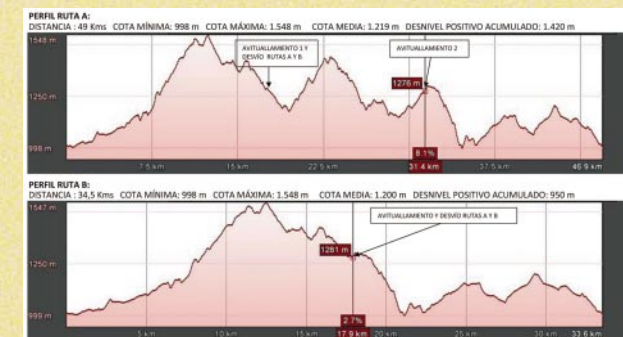 PERFIL RUTA A:
DISTANCIA : 49 Kms COTA MÍNIMA: 998 m COTA MÁXIMA: 1.548 m COTA MEDIA: 1.219 m DESNIVEL POSITIVO ACUMULADO: 1.420 m
1548 m
AVITUALLAMIENTO 1 Y
DESVÍO RUTAS A Y B
AVITUALLAMIENTO 2
1276 m
1250 m
998 m
8.1%
7.5 km 15 km 22.5 km 31.4 km 37.5 km 46.9 km
PERFIL RUTA B:
DISTANCIA : 34,5 Kms COTA MÍNIMA: 998 m COTA MÁXIMA: 1.548 m COTA MEDIA: 1.200 m DESNIVEL POSITIVO ACUMULADO: 950 m
1547 m
AVITUALLAMIENTO Y DESVÍO RUTAS A Y B
1281 m
1250 m
999 m
2.7%
5 km 10 km 17.9 km 20 km 25 km 30 km 33.6 km